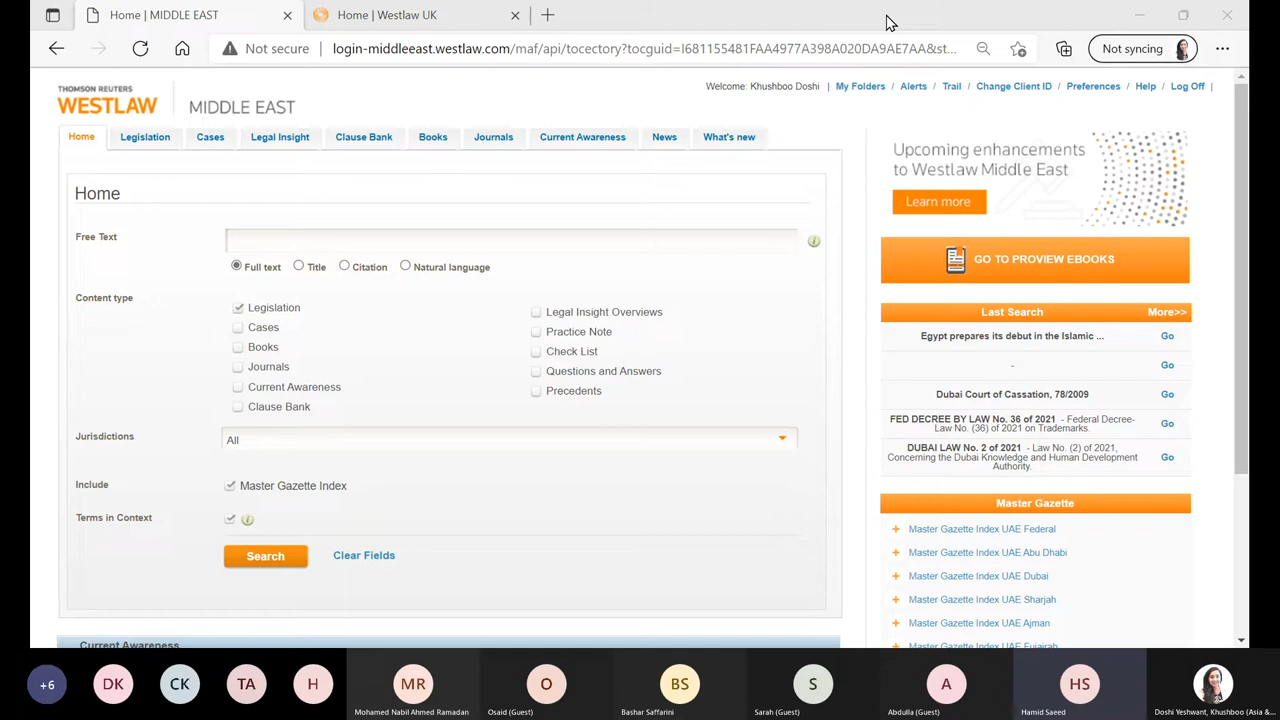 Home | MIDDLE EAST
Home | Westlaw UK
Not secure
login-middleeast.westlaw.com/maf/api/tocectory?tocguid=I681155481FAA4977A398A020DA9AE7AA&st...
Not syncing
THOMSON REUTERS
WESTLAW
MIDDLE EAST
Welcome: Khushboo Doshi | My Folders / Alerts / Trail / Change Client ID / Preferences / Help / Log Off |
Home
Legislation
Cases
Legal Insight
Clause Bank
Books
Journals
Current Awareness
News
What's new
Home
Free Text
Full text
Title
Citation
Natural language
Content type
Legislation
Cases
Books
Journals
Current Awareness
Clause Bank
Legal Insight Overviews
Practice Note
Check List
Questions and Answers
Precedents
Jurisdictions
All
Include
Master Gazette Index
Terms in Context
Search
Clear Fields
Current Awareness
Upcoming enhancements
to Westlaw Middle East
Learn more
GO TO PROVIEW EBOOKS
Last Search
More>>
Egypt prepares its debut in the Islamic ...
Go
-
Go
Dubai Court of Cassation, 78/2009
Go
FED DECREE BY LAW No. 36 of 2021 - Federal Decree-
Law No. (36) of 2021 on Trademarks.
Go
DUBAI LAW No. 2 of 2021 - Law No. (2) of 2021,
Concerning the Dubai Knowledge and Human Development
Authority.
Go
Master Gazette
+ Master Gazette Index UAE Federal
+ Master Gazette Index UAE Abu Dhabi
+ Master Gazette Index UAE Dubai
+ Master Gazette Index UAE Sharjah
+ Master Gazette Index UAE Ajman
+ Master Gazette Index UAE Fujairah
+6
DK
CK
TA
H
MR
Mohamed Nabil Ahmed Ramadan
O
Osaid (Guest)
BS
Bashar Saffarini
S
Sarah (Guest)
A
Abdulla (Guest)
HS
Hamid Saeed
Doshi Yeshwant, Khushboo (Asia &...